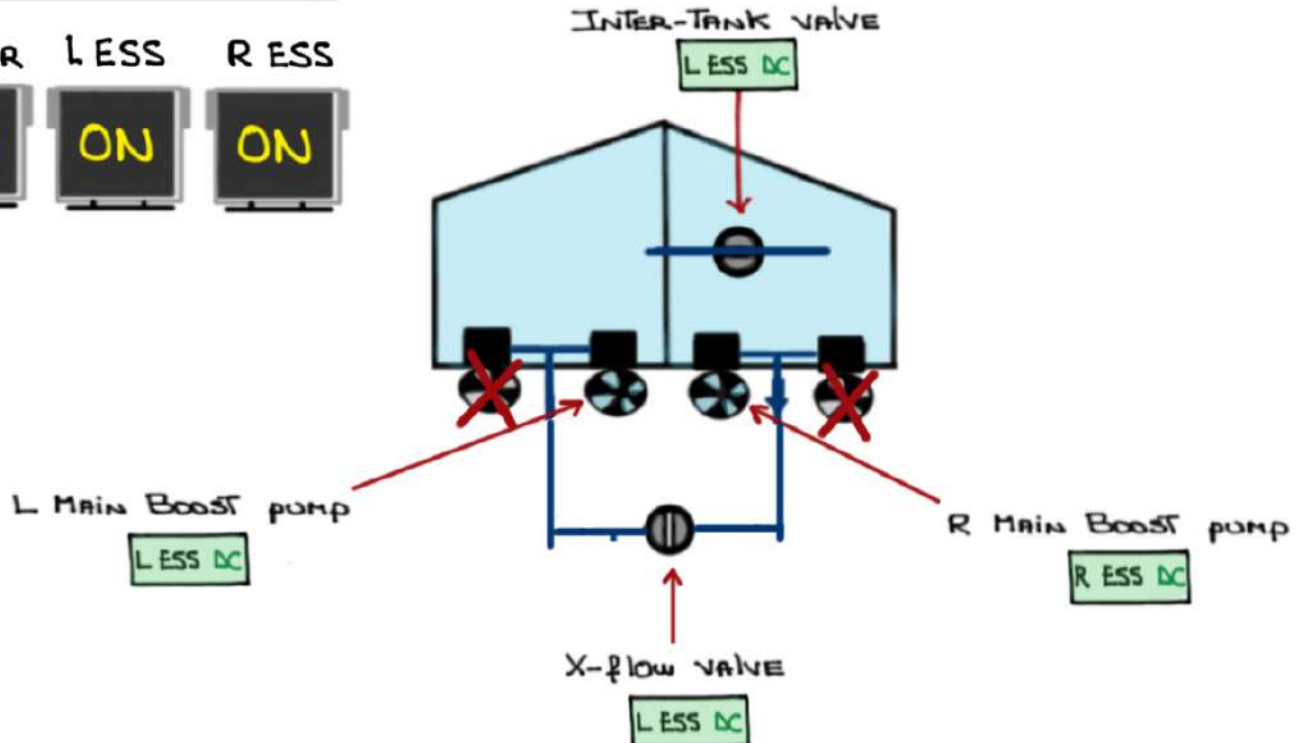 INTER-TANK VALVE
L ESS DC
R L ESS R ESS
ON ON
L MAIN BOOST PUMP
L ESS DC
R MAIN BOOST PUMP
R ESS DC
X-flow VALVE
L ESS DC